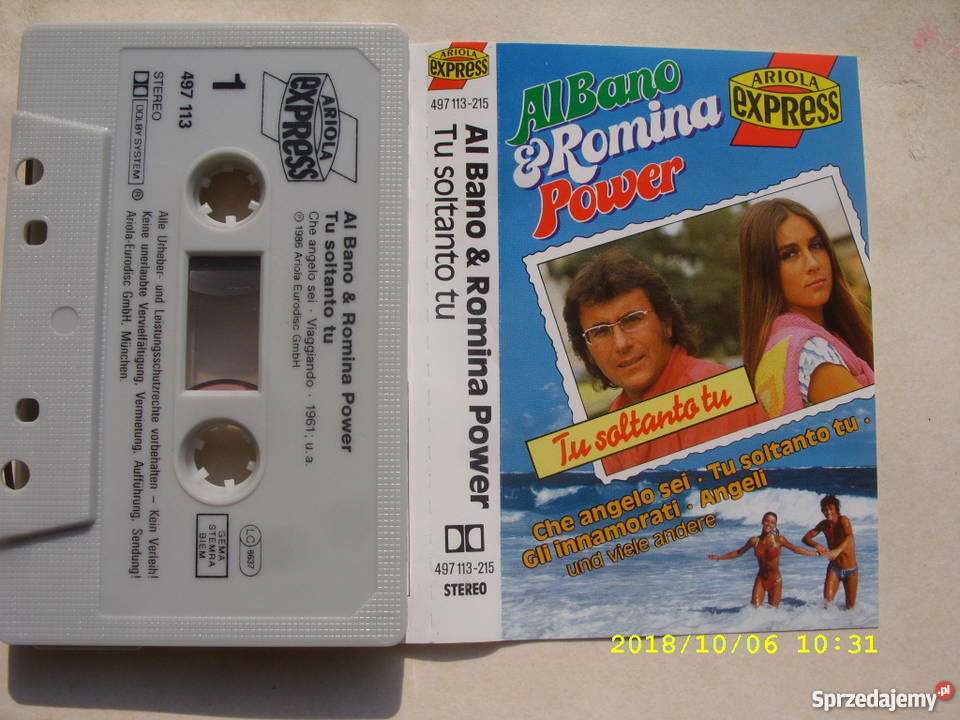 1
STEREO
497 113
DOLBY SYSTEM ®
ARIOLA
EXPRESS
Al Bano & Romina Power
Tu soltanto tu
Che angelo sei · Viaggiando · 1961; u. a.
℗ 1986 Ariola Eurodisc GmbH
Alle Urheber- und Leistungsschutzrechte vorbehalten – Kein Verleih!
Keine unerlaubte Vervielfältigung, Vermietung, Aufführung, Sendung!
Ariola-Eurodisc GmbH, München.
GEMA
STEMRA
BIEM
LC 8637
ARIOLA
EXPRESS
497 113-215
Al Bano & Romina Power
Tu soltanto tu
497 113-215
STEREO
Al Bano
& Romina
Power
ARIOLA
EXPRESS
Tu soltanto tu
Che angelo sei · Tu soltanto tu ·
Gli innamorati · Angeli
und viele andere
2018/10/06 10:31
Sprzedajemy.pl